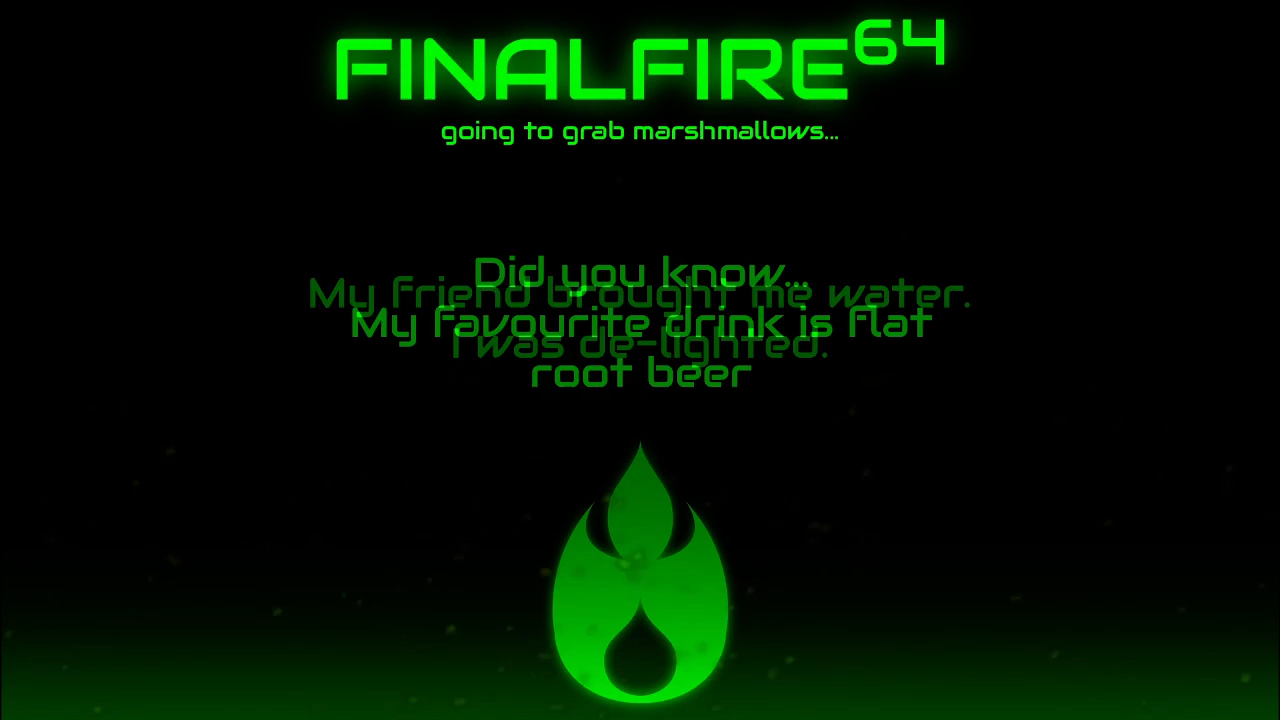 FINALFIRE64
going to grab marshmallows...
Did you know...
My friend brought me water.
My favourite drink is flat
I was de-lighted.
root beer